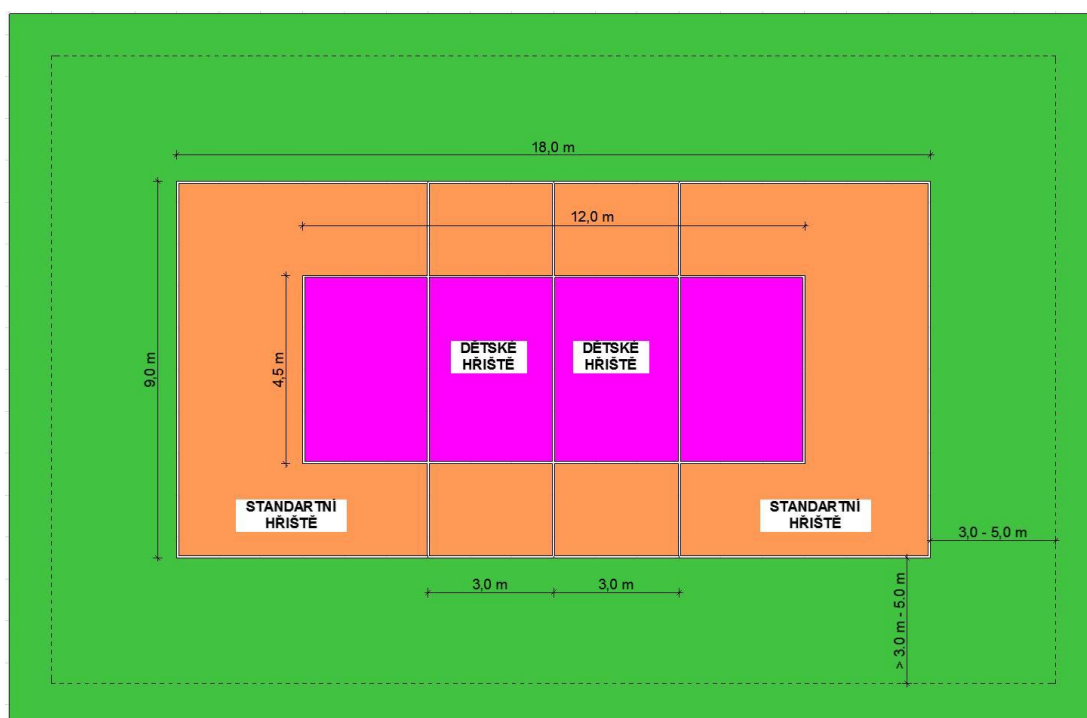 18,0 m
12,0 m
9,0 m
4,5 m
DĚTSKÉ
HŘIŠTĚ
DĚTSKÉ
HŘIŠTĚ
STANDARTNÍ
HŘIŠTĚ
STANDARTNÍ
HŘIŠTĚ
3,0 - 5,0 m
3,0 m
3,0 m
> 3.0 m - 5.0 m